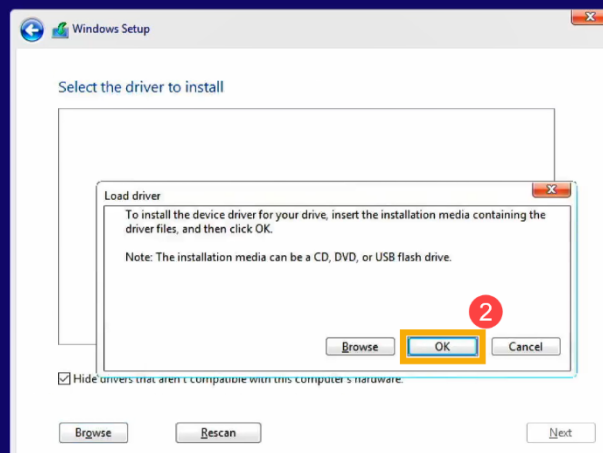 Windows Setup
Select the driver to install
Load driver
To install the device driver for your drive, insert the installation media containing the
driver files, and then click OK.
Note: The installation media can be a CD, DVD, or USB flash drive.
2
Browse OK Cancel
Hide drivers that aren't compatible with this computer's hardware.
Browse Rescan Next